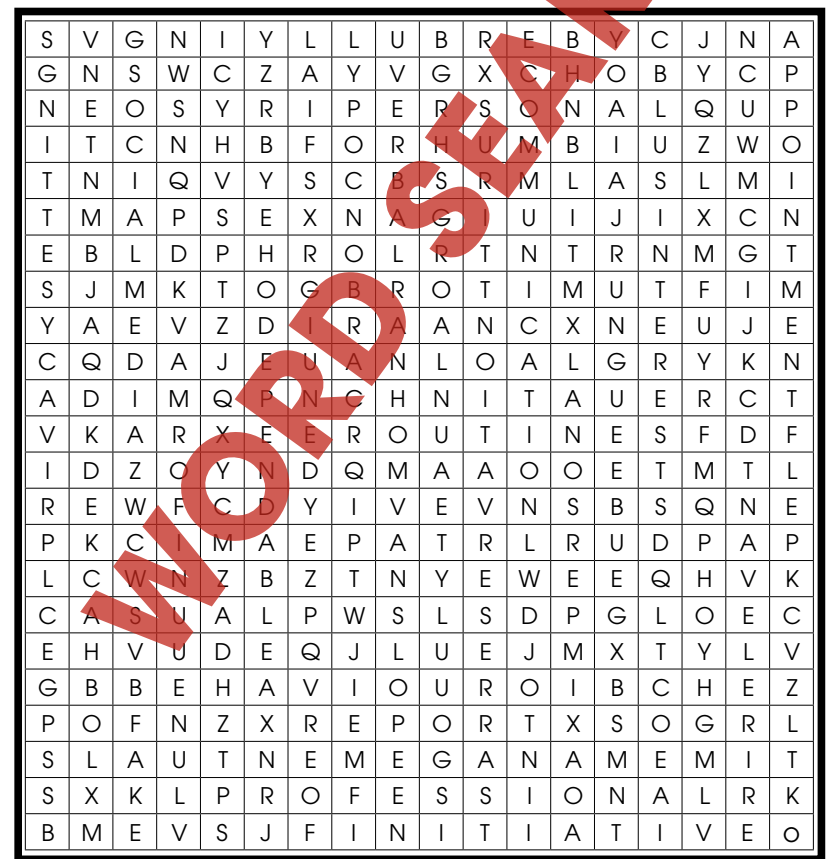 S V G N I Y L L U B R E B Y C J N A
G N S W C Z A Y V G X C H O B Y C P
N E O S Y R I P E R S O N A L Q U P
I T C N H B F O R H U M B I U Z W O
T N I Q V Y S C B S R M L A S L M I
T M A P S E X N A G I U I J I X C N
E B L D P H R O L R T N T R N M G T
S J M K T O G B R O T I M U T F I M
Y A E V Z D I R A A N C X N E U J E
C Q D A J E U A N L O A L G R Y K N
A D I M Q P N C H N I T A U E R C T
V K A R X E E R O U T I N E S F D F
I D Z O Y N D Q M A A O O E T M T L
R E W F C D Y I V E V N S B S Q N E
P K C I M A E P A T R L R U D P A P
L C W N Z B Z T N Y E W E E Q H V K
C A S U A L P W S L S D P G L O E C
E H V U D E Q J L U E J M X T Y L V
G B B E H A V I O U R O I B C H E Z
P O F N Z X R E P O R T X S O G R L
S L A U T N E M E G A N A M E M I T
S X K L P R O F E S S I O N A L R K
B M E V S J F I N I T I A T I V E o
WORD SEAR